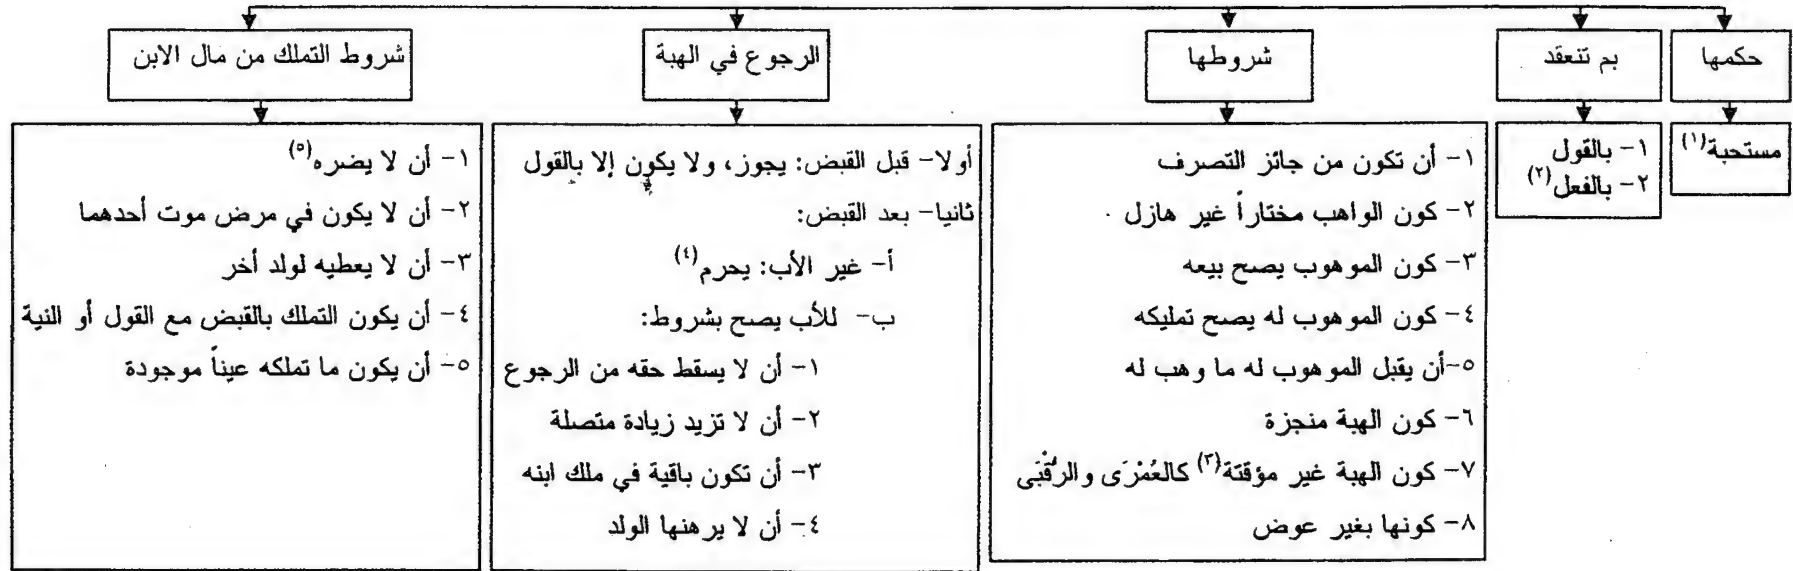 حكمها
مستحبة(١)
بم تنعقد
١- بالقول
٢- بالفعل(٢)
شروطها
١- أن تكون من جائز التصرف
٢- كون الواهب مختاراً غير هازل
٣- كون الموهوب يصح بيعه
٤- كون الموهوب له يصح تمليكه
٥-أن يقبل الموهوب له ما وهب له
٦- كون الهبة منجزة
٧- كون الهبة غير مؤقتة(٣) كالعُمْرَى والرُّقْبَى
٨- كونها بغير عوض
الرجوع في الهبة
أولا- قبل القبض: يجوز، ولا يكون إلا بالقول
ثانيا- بعد القبض:
أ- غير الأب: يحرم(٤)
ب- للأب يصح بشروط:
١- أن لا يسقط حقه من الرجوع
٢- أن لا تزيد زيادة متصلة
٣- أن تكون باقية في ملك ابنه
٤- أن لا يرهنها الولد
شروط التملك من مال الابن
١- أن لا يضره(٥)
٢- أن لا يكون في مرض موت أحدهما
٣- أن لا يعطيه لولد أخر
٤- أن يكون التملك بالقبض مع القول أو النية
٥- أن يكون ما تملكه عيناً موجودة